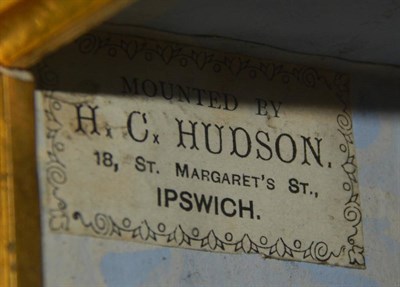 MOUNTED BY
H. C. HUDSON.
18, ST. MARGARET'S ST.,
IPSWICH.